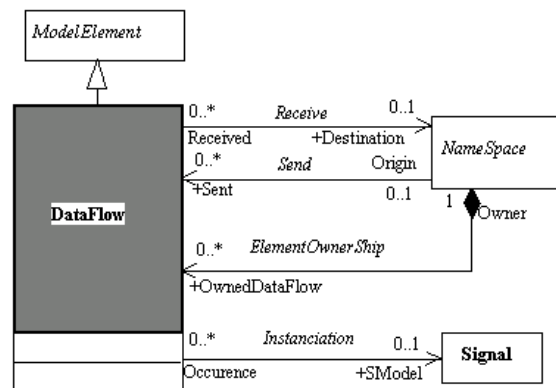 ModelElement
0..* Receive 0..1
Received +Destination
NameSpace
0..* Send Origin
+Sent 0..1
1
Owner
DataFlow
0..* ElementOwnerShip
+OwnedDataFlow
0..* Instanciation 0..1
Signal
Occurence +SModel